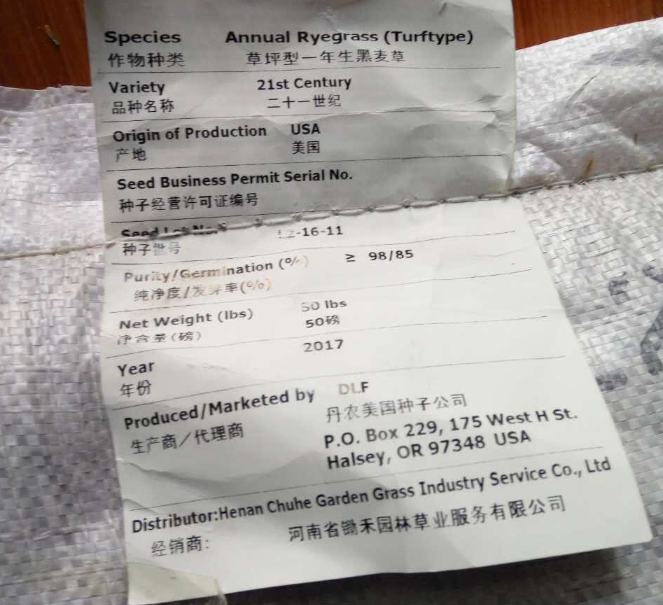 Species Annual Ryegrass (Turftype)
作物种类 草坪型一年生黑麦草
Variety 21st Century
品种名称 二十一世纪
Origin of Production USA
产地 美国
Seed Business Permit Serial No.
种子经营许可证编号
Seed Lot No. -16-11
种子批号
Purity/Germination (%) ≥ 98/85
纯净度/发芽率(%)
Net Weight (lbs) 50 lbs
净含量(磅) 50磅
Year 2017
年份
Produced/Marketed by DLF
生产商/代理商 丹农美国种子公司
P.O. Box 229, 175 West H St.
Halsey, OR 97348 USA
Distributor:Henan Chuhe Garden Grass Industry Service Co., Ltd
经销商: 河南省锄禾园林草业服务有限公司